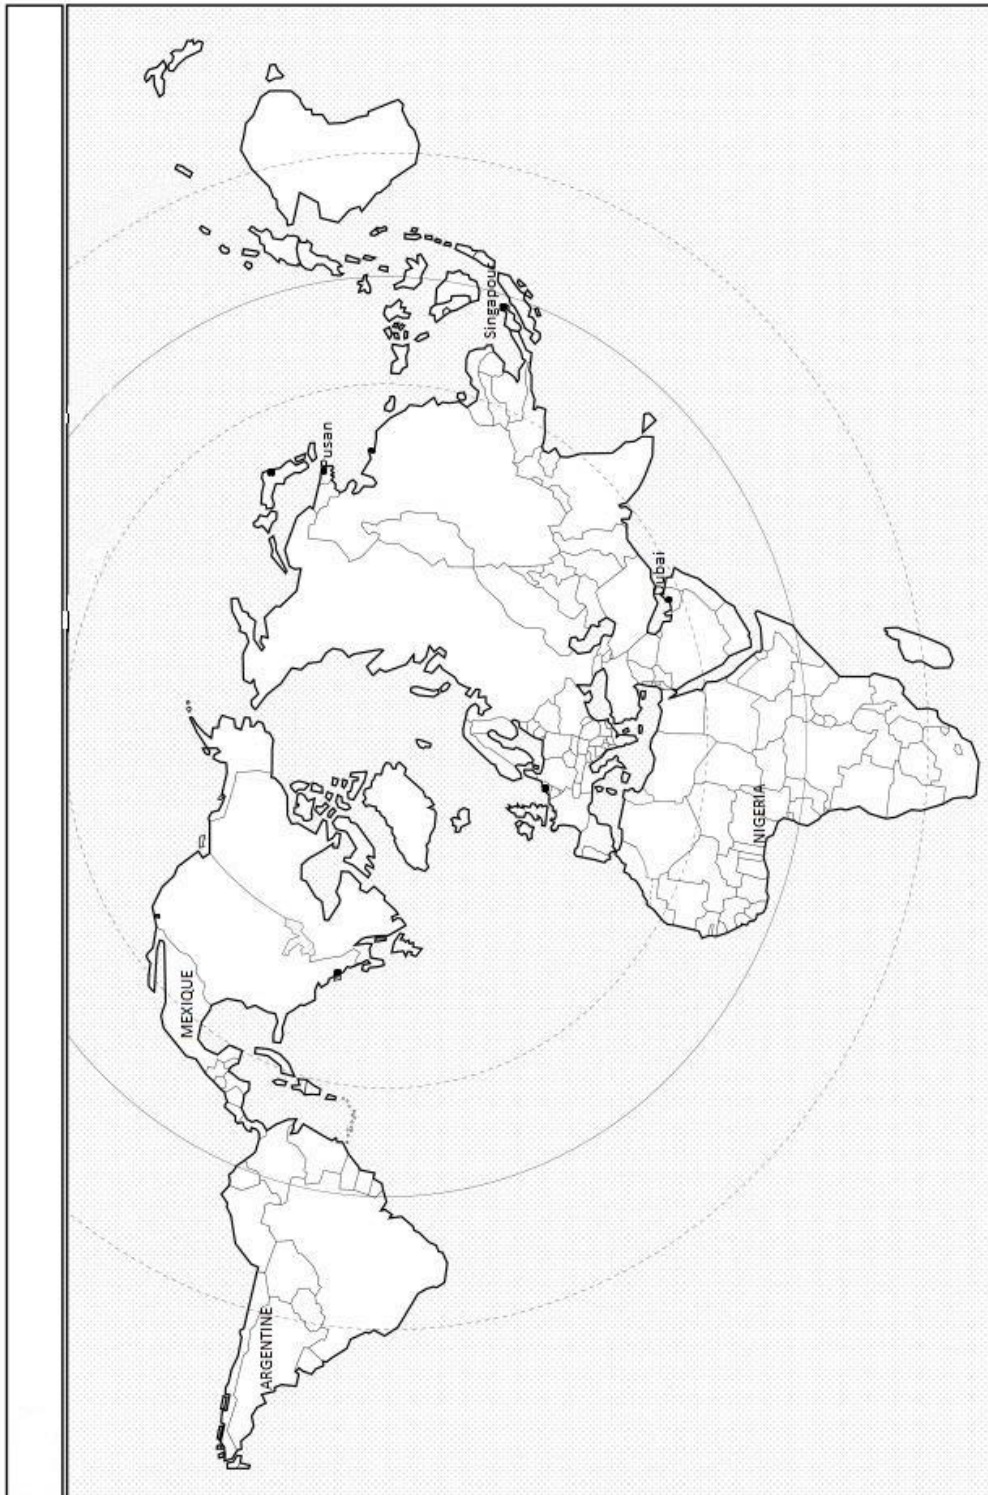 Pusan
Singapour
Dubai
MEXIQUE
NIGERIA
ARGENTINE